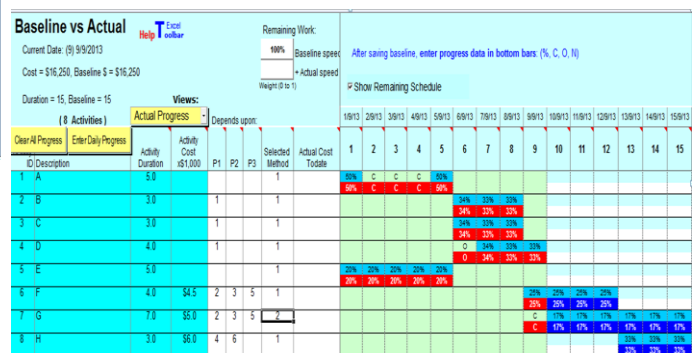 Baseline vs Actual
Help Excel Toolbar
Remaining Work:
Current Date: (9) 9/9/2013
100% Baseline speed
After saving baseline, enter progress data in bottom bars: (%, C, O, N)
Cost = $16,250, Baseline $ = $16,250
+ Actual speed
Weight (0 to 1)
Show Remaining Schedule
Duration = 15, Baseline = 15
Views:
( 8 Activities )
Actual Progress
Depends upon:
1/9/13 2/9/13 3/9/13 4/9/13 5/9/13 6/9/13 7/9/13 8/9/13 9/9/13 10/9/13 11/9/13 12/9/13 13/9/13 14/9/13 15/9/13
Clear All Progress Enter Daily Progress
ID Description Activity Duration Activity Cost x$1,000 P1 P2 P3 Selected Method Actual Cost Todate 1 2 3 4 5 6 7 8 9 10 11 12 13 14 15
1 A 5.0 1 50% C C C 50%
50% C C C 50%
2 B 3.0 1 1 34% 33% 33%
34% 33% 33%
3 C 3.0 1 1 34% 33% 33%
34% 33% 33%
4 D 4.0 1 1 O 34% 33% 33%
O 34% 33% 33%
5 E 5.0 1 20% 20% 20% 20% 20%
20% 20% 20% 20% 20%
6 F 4.0 $4.5 2 3 5 1 25% 25% 25% 25%
25% 25% 25% 25%
7 G 7.0 $5.0 2 3 5 2 C 17% 17% 17% 17% 17% 17%
C 17% 17% 17% 17% 17% 17%
8 H 3.0 $6.0 4 6 1 33% 33% 33%
33% 33% 33%